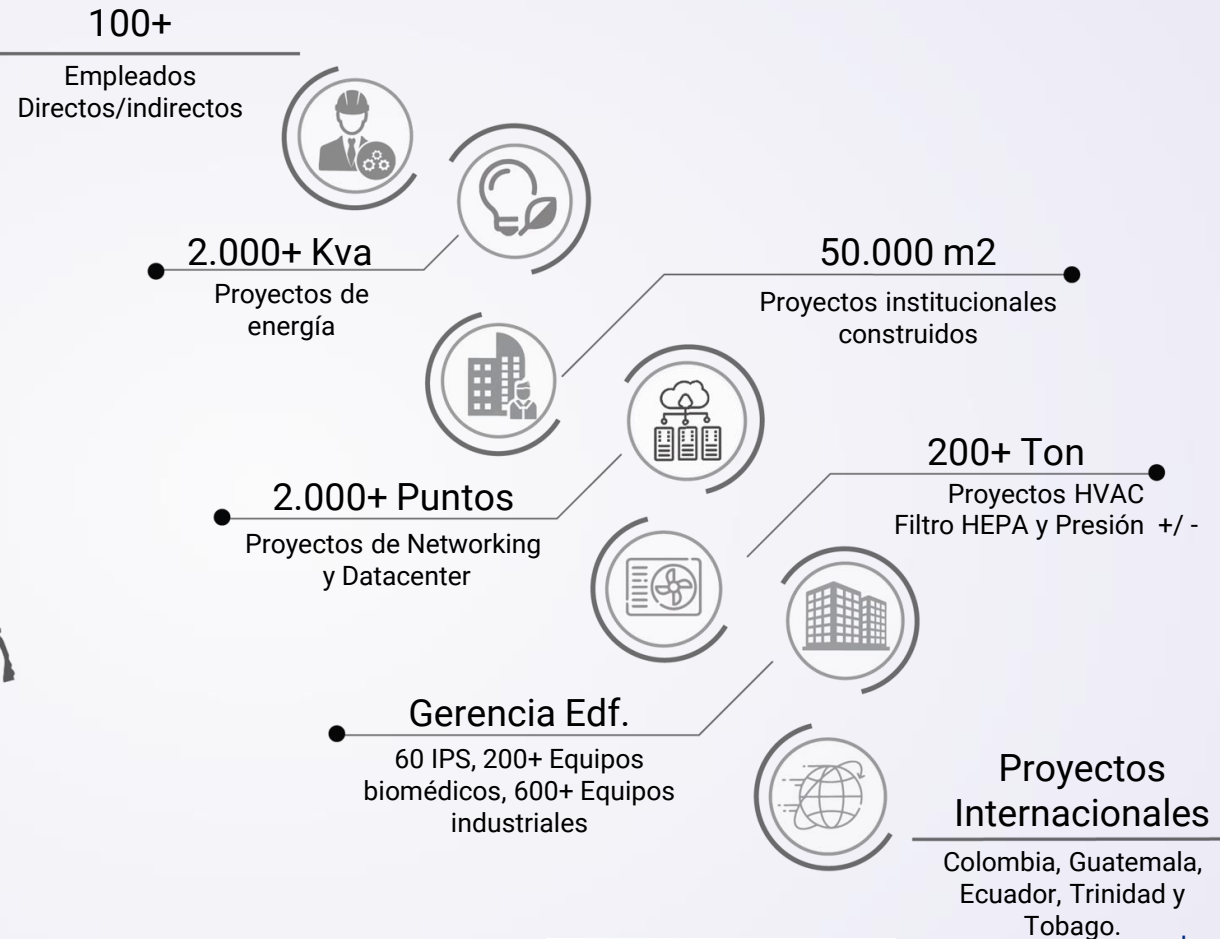 100+
Empleados
Directos/indirectos
2.000+ Kva
Proyectos de
energía
50.000 m2
Proyectos institucionales
construidos
2.000+ Puntos
Proyectos de Networking
y Datacenter
200+ Ton
Proyectos HVAC
Filtro HEPA y Presión +/ -
Gerencia Edf.
60 IPS, 200+ Equipos
biomédicos, 600+ Equipos
industriales
Proyectos
Internacionales
Colombia, Guatemala,
Ecuador, Trinidad y
Tobago.